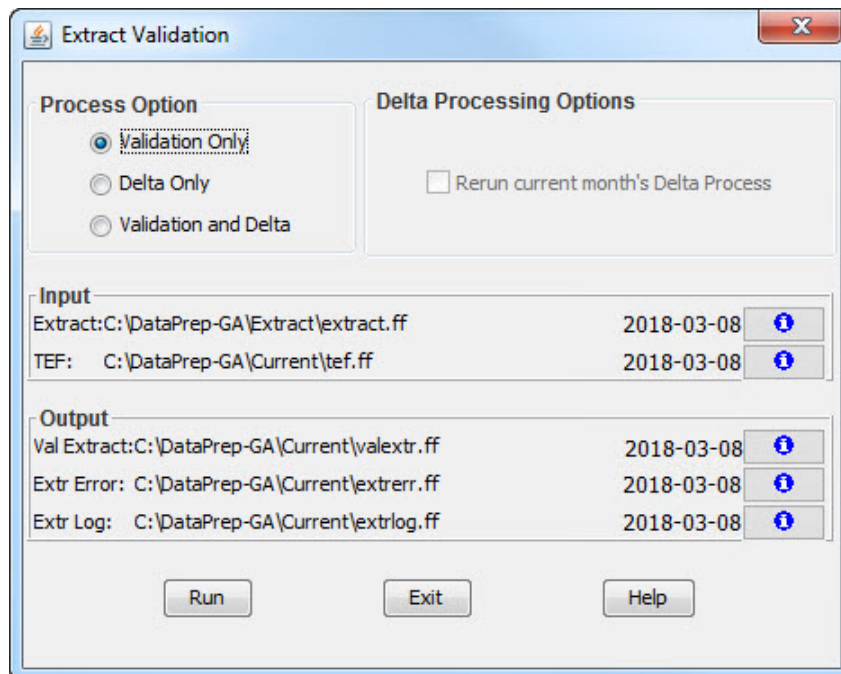 Extract Validation
Process Option
Validation Only
Delta Only
Validation and Delta
Delta Processing Options
Rerun current month's Delta Process
Input
Extract:C:\DataPrep-GA\Extract\extract.ff 2018-03-08
TEF: C:\DataPrep-GA\Current\tef.ff 2018-03-08
Output
Val Extract:C:\DataPrep-GA\Current\valextr.ff 2018-03-08
Extr Error: C:\DataPrep-GA\Current\extrerr.ff 2018-03-08
Extr Log: C:\DataPrep-GA\Current\extrlog.ff 2018-03-08
Run Exit Help